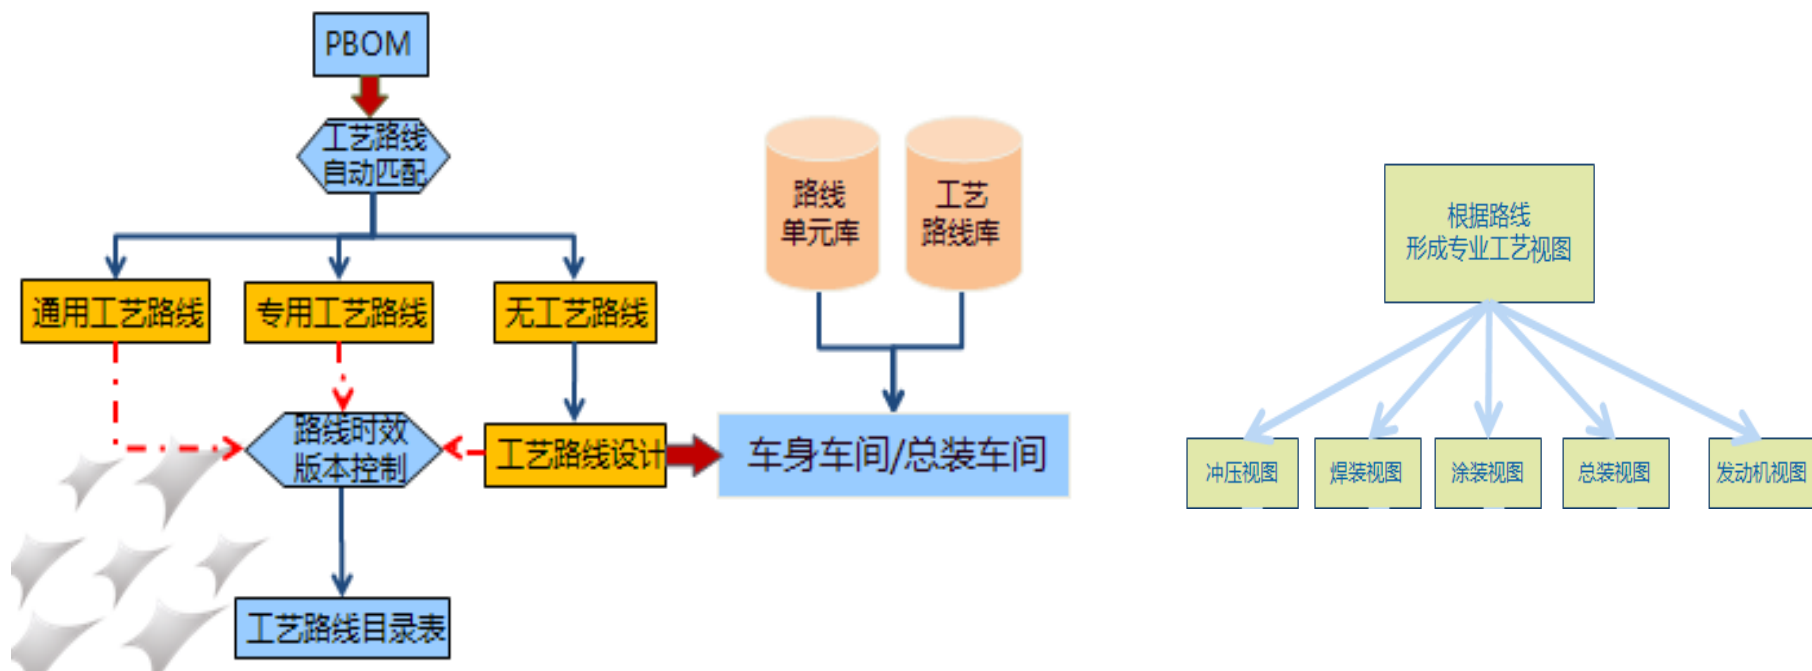 PBOM
工艺路线
自动匹配
通用工艺路线
专用工艺路线
无工艺路线
路线时效
版本控制
工艺路线设计
工艺路线目录表
路线
单元库
工艺
路线库
车身车间/总装车间
根据路线
形成专业工艺视图
冲压视图
焊装视图
涂装视图
总装视图
发动机视图